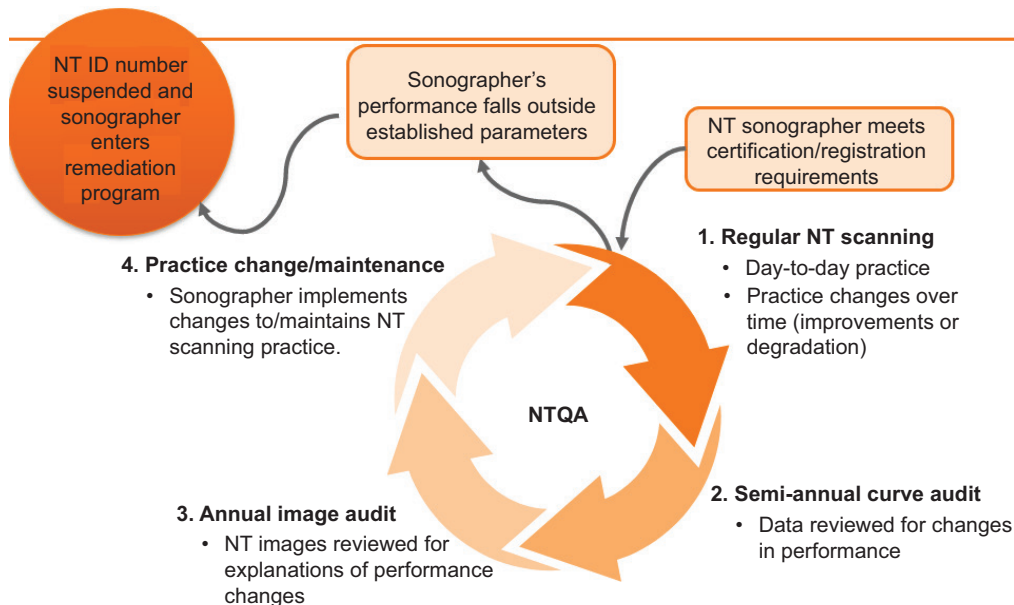 NT ID number
suspended and
sonographer
enters
remediation
program
Sonographer’s
performance falls outside
established parameters
NT sonographer meets
certification/registration
requirements
1. Regular NT scanning
• Day-to-day practice
• Practice changes over
time (improvements or
degradation)
2. Semi-annual curve audit
• Data reviewed for changes
in performance
3. Annual image audit
• NT images reviewed for
explanations of performance
changes
4. Practice change/maintenance
• Sonographer implements
changes to/maintains NT
scanning practice.
NTQA